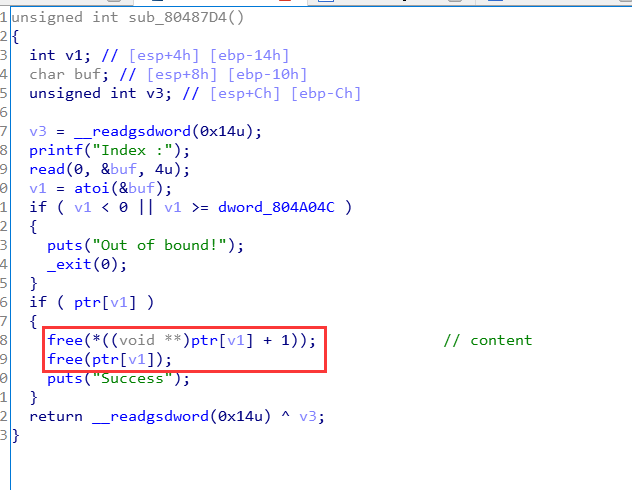 1 unsigned int sub_80487D4()
2 {
3   int v1; // [esp+4h] [ebp-14h]
4   char buf; // [esp+8h] [ebp-10h]
5   unsigned int v3; // [esp+Ch] [ebp-Ch]
6
7   v3 = __readgsdword(0x14u);
8   printf("Index :");
9   read(0, &buf, 4u);
0   v1 = atoi(&buf);
1   if ( v1 < 0 || v1 >= dword_804A04C )
2   {
3     puts("Out of bound!");
4     _exit(0);
5   }
6   if ( ptr[v1] )
7   {
8     free(*((void **)ptr[v1] + 1)); // content
9     free(ptr[v1]);
0     puts("Success");
1   }
2   return __readgsdword(0x14u) ^ v3;
3 }